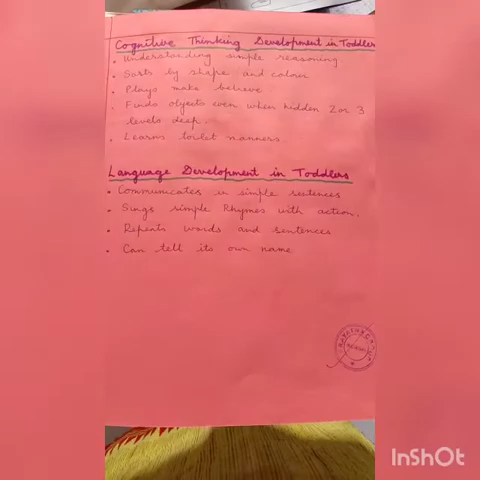 Cognitive Thinking Development in Toddlers
• Understanding simple reasoning.
• Sorts by shape and colour
• Plays make believe
• Finds objects even when hidden 2 or 3
levels deep.
• Learns toilet manners
Language Development in Toddlers
• Communicates in simple sentences
• Sings simple Rhymes with action.
• Repeats words and sentences
• Can tell its own name
InShOt